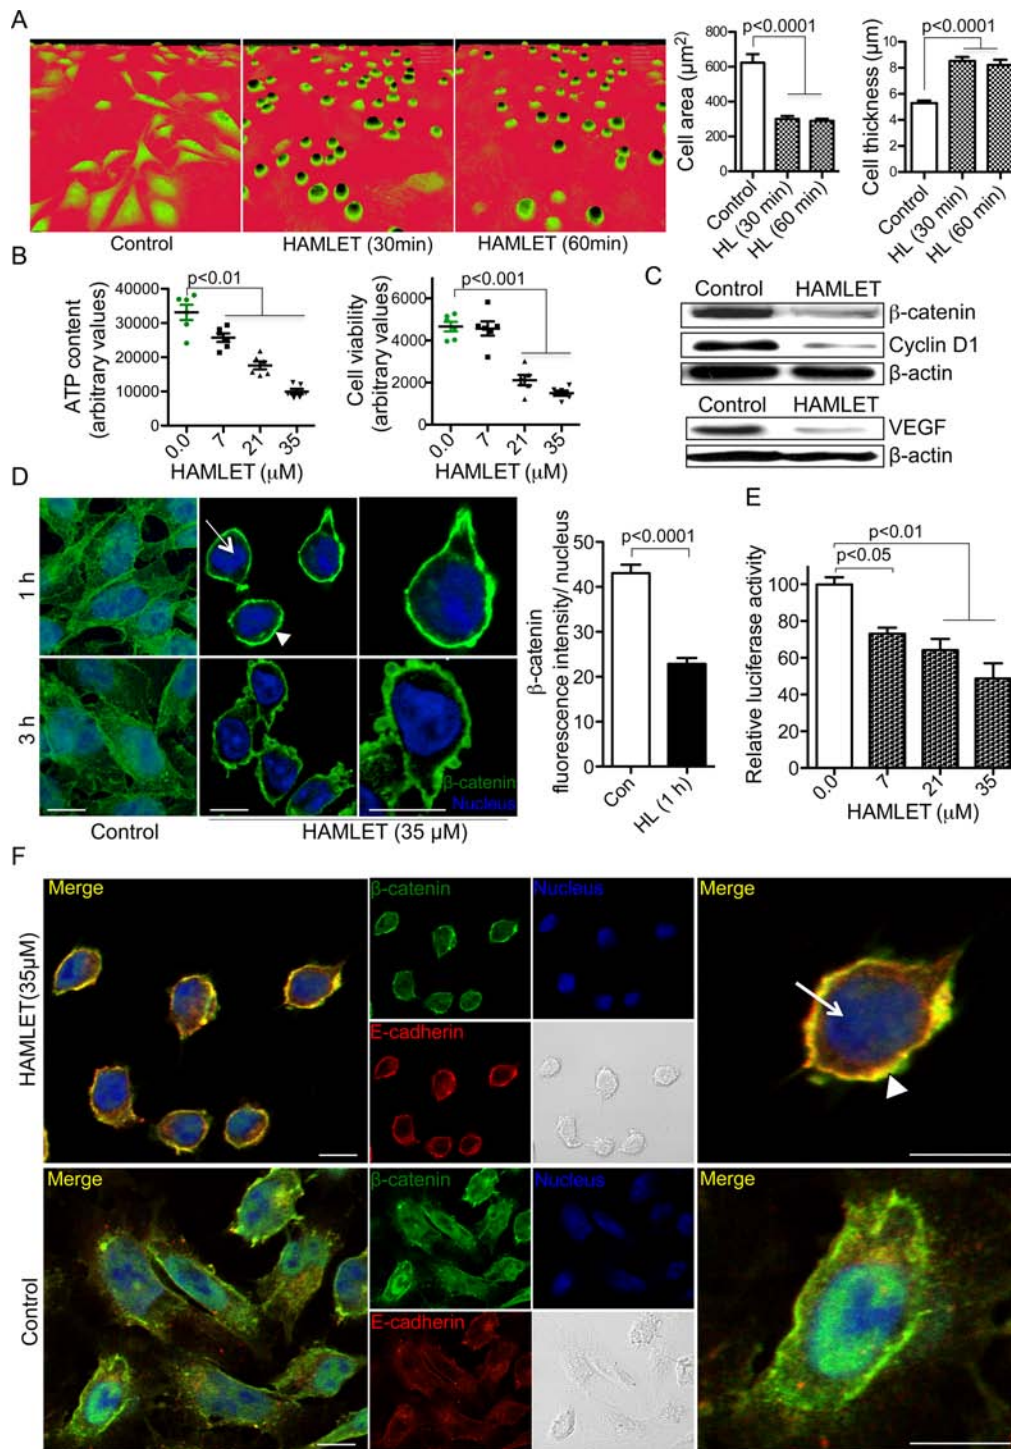 A
Control
HAMLET (30min)
HAMLET (60min)
Cell area (μm²)
p<0.0001
600
400
200
0
Control
HL (30 min)
HL (60 min)
Cell thickness (μm)
p<0.0001
10
8
6
4
2
0
Control
HL (30 min)
HL (60 min)
B
ATP content
(arbitrary values)
p<0.01
40000
30000
20000
10000
0
0.0
7
21
35
HAMLET (μM)
Cell viability
(arbitrary values)
p<0.001
6000
4000
2000
0
0.0
7
21
35
HAMLET (μM)
C
Control HAMLET
β-catenin
Cyclin D1
β-actin
Control HAMLET
VEGF
β-actin
D
1 h
3 h
β-catenin
Nucleus
Control
HAMLET (35 μM)
β-catenin
fluorescence intensity/ nucleus
p<0.0001
50
40
30
20
10
0
Con
HL (1 h)
E
Relative luciferase activity
p<0.01
p<0.05
100
80
60
40
20
0
0.0
7
21
35
HAMLET (μM)
F
HAMLET(35μM)
Merge
β-catenin
Nucleus
E-cadherin
Merge
Control
Merge
β-catenin
Nucleus
E-cadherin
Merge